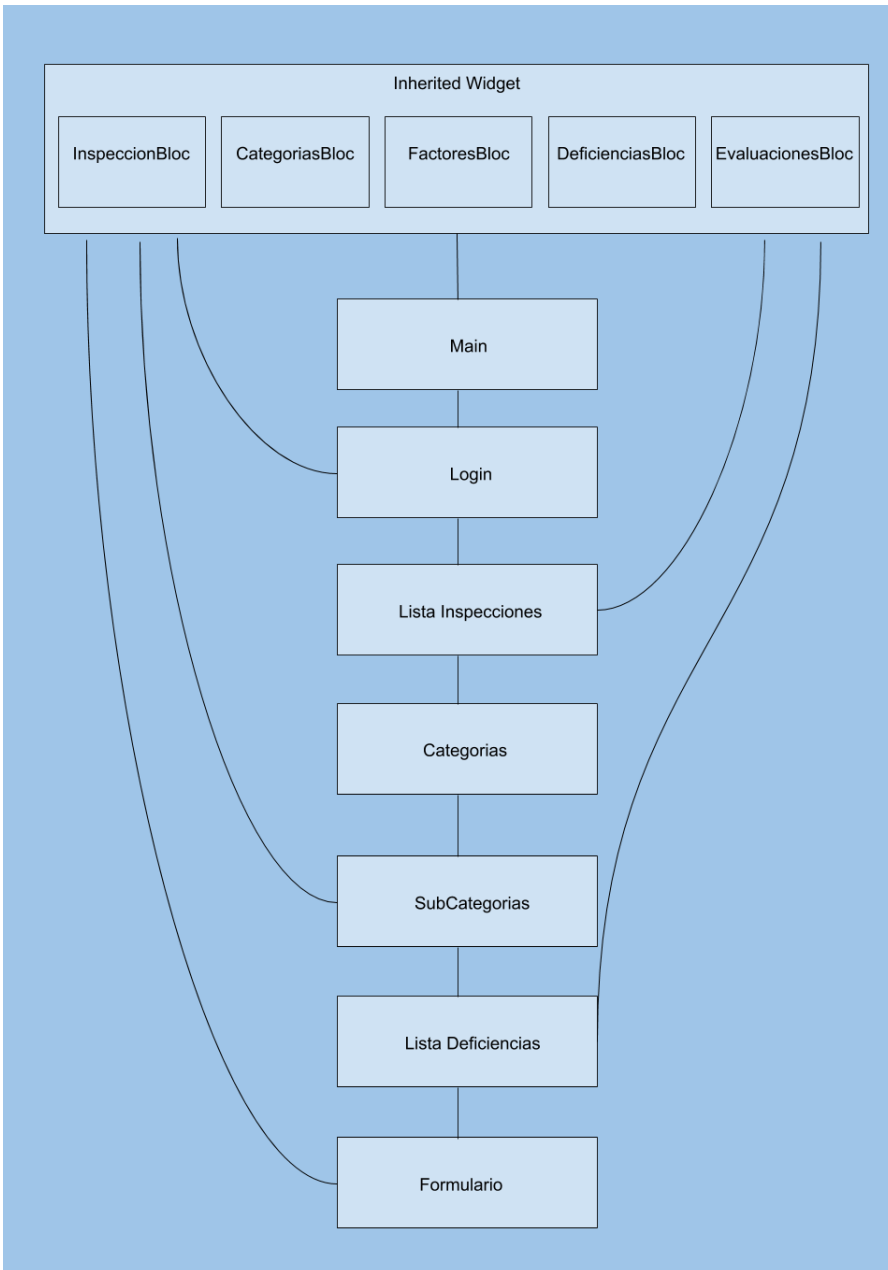 Inherited Widget
InspeccionBloc
CategoriasBloc
FactoresBloc
DeficienciasBloc
EvaluacionesBloc
Main
Login
Lista Inspecciones
Categorias
SubCategorias
Lista Deficiencias
Formulario